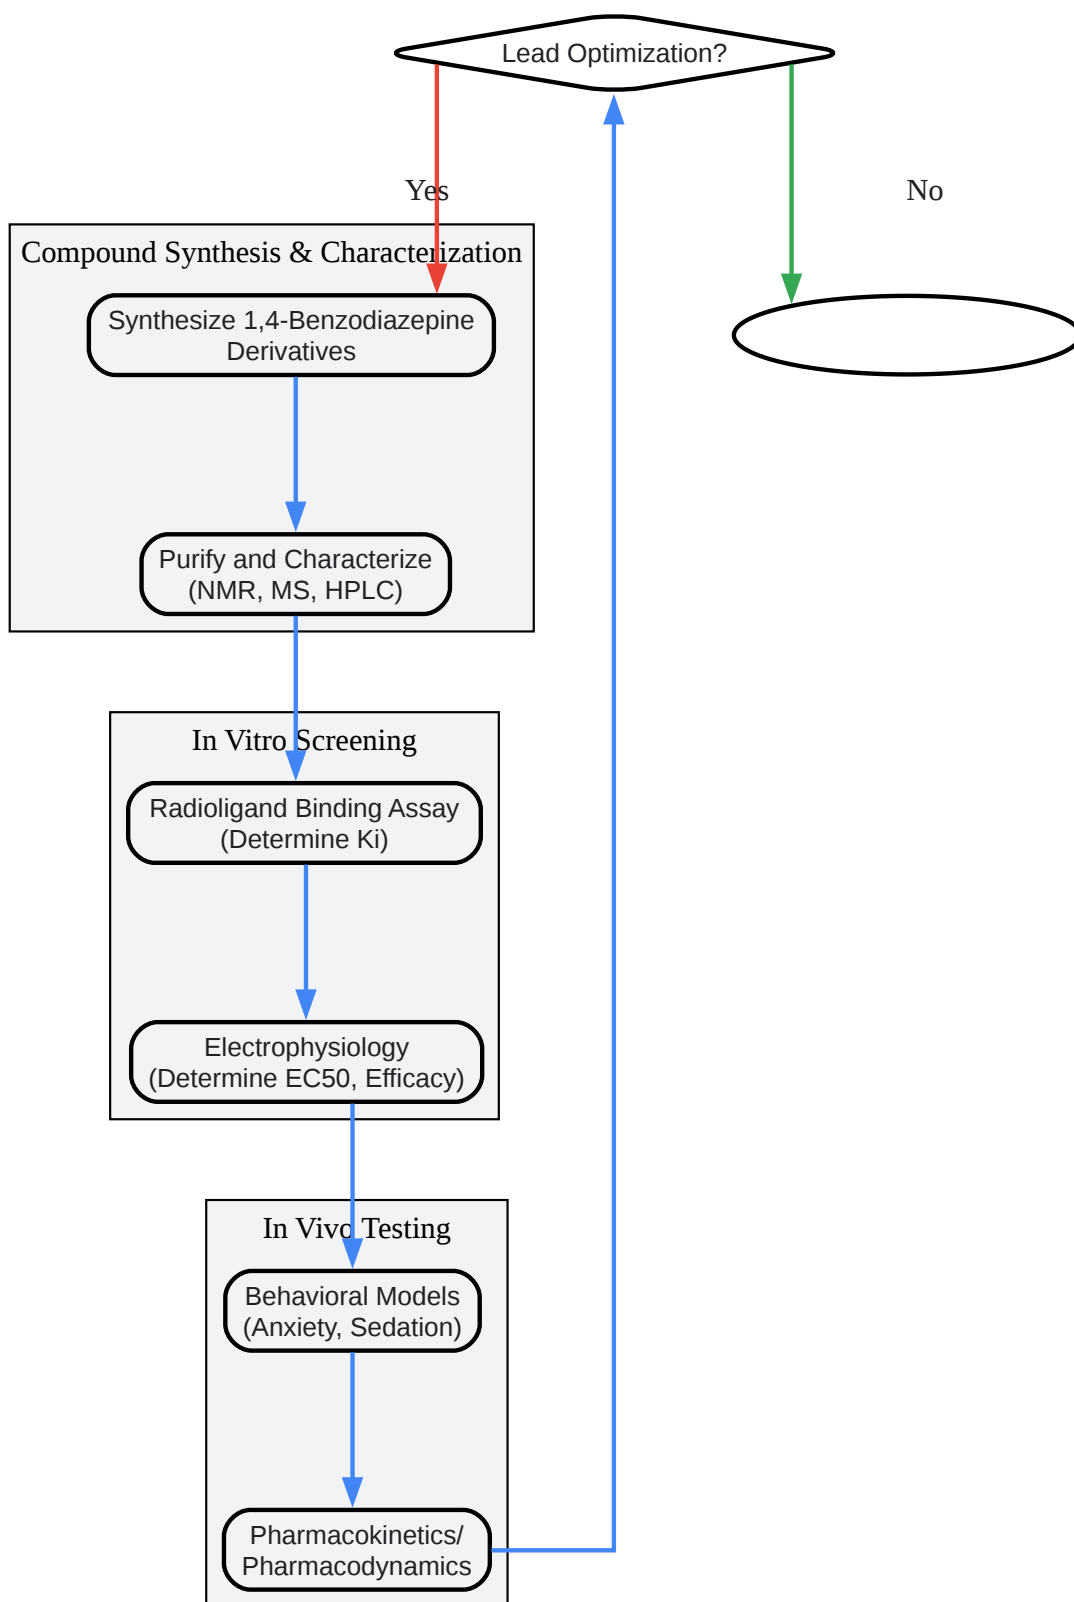 Lead Optimization?
Yes
No
Compound Synthesis & Characterization
Synthesize 1,4-Benzodiazepine
Derivatives
Purify and Characterize
(NMR, MS, HPLC)
In Vitro Screening
Radioligand Binding Assay
(Determine Ki)
Electrophysiology
(Determine EC50, Efficacy)
In Vivo Testing
Behavioral Models
(Anxiety, Sedation)
Pharmacokinetics/
Pharmacodynamics